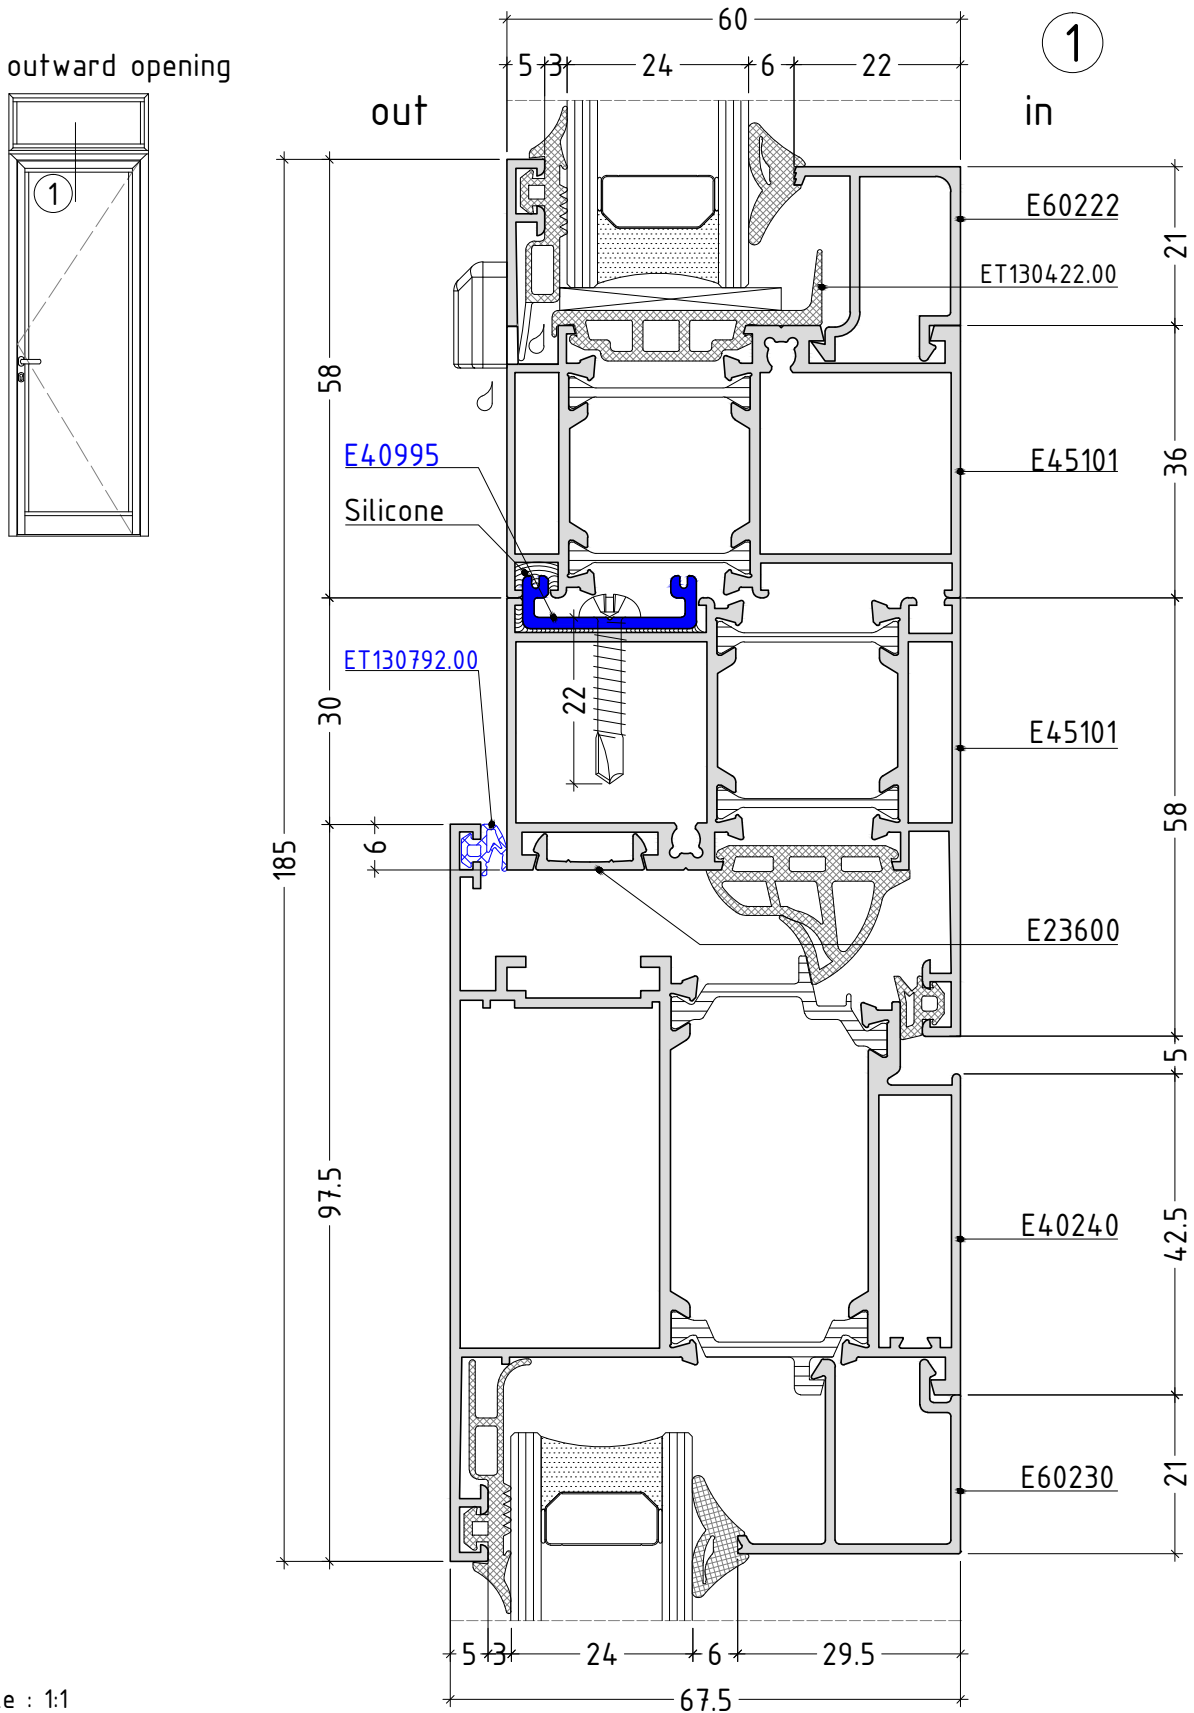 60
1
outward opening
5 3 24 6 22
out
in
1
E60222
21
ET130422.00
58
E40995
E45101
36
Silicone
ET130792.00
22
30
E45101
58
185
6
E23600
5
97.5
E40240
42.5
E60230
21
5 3 24 6 29.5
67.5
e : 1:1